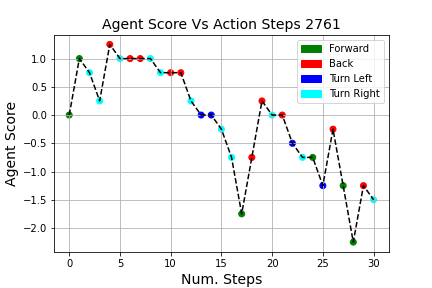 Agent Score Vs Action Steps 2761
Agent Score
1.0
0.5
0.0
−0.5
−1.0
−1.5
−2.0
Forward
Back
Turn Left
Turn Right
0 5 10 15 20 25 30
Num. Steps